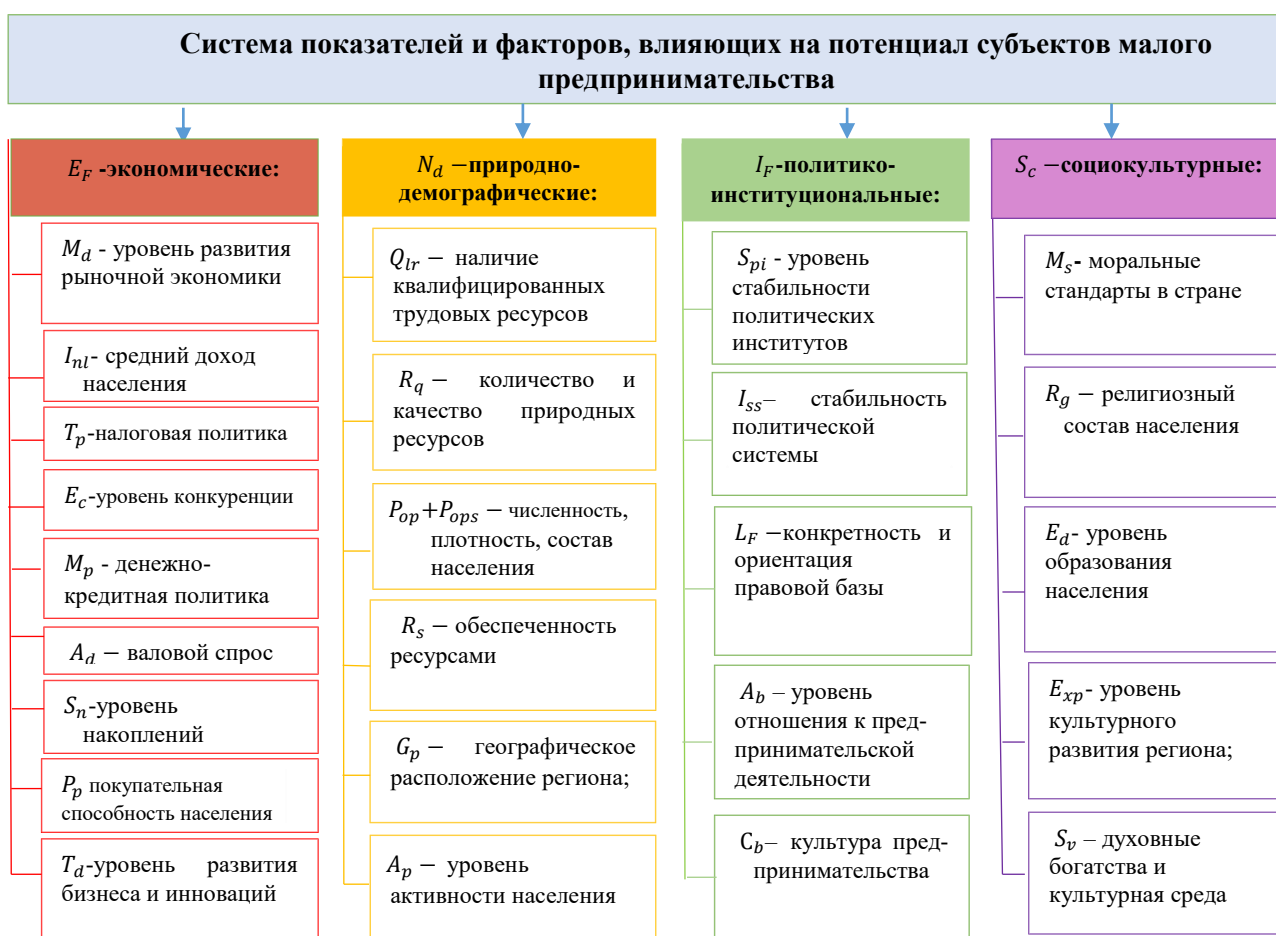 Система показателей и факторов, влияющих на потенциал субъектов малого
предпринимательства
E_F -экономические:
M_d - уровень развития
рыночной экономики
I_nl- средний доход
населения
T_p-налоговая политика
E_c-уровень конкуренции
M_p - денежно-
кредитная политика
A_d − валовой спрос
S_n-уровень
накоплений
P_p покупательная
способность населения
T_d-уровень развития
бизнеса и инноваций
N_d −природно-
демографические:
Q_lr − наличие
квалифицированных
трудовых ресурсов
R_q − количество и
качество природных
ресурсов
P_op+P_ops − численность,
плотность, состав
населения
R_s − обеспеченность
ресурсами
G_p − географическое
расположение региона;
A_p − уровень
активности населения
I_F-политико-
институциональные:
S_pi - уровень
стабильности
политических
институтов
I_ss– стабильность
политической
системы
L_F −конкретность и
ориентация
правовой базы
A_b – уровень
отношения к пред-
принимательской
деятельности
C_b– культура пред-
принимательства
S_c −социокультурные:
M_s- моральные
стандарты в стране
R_g − религиозный
состав населения
E_d- уровень
образования
населения
E_xp- уровень
культурного
развития региона;
S_v – духовные
богатства и
культурная среда